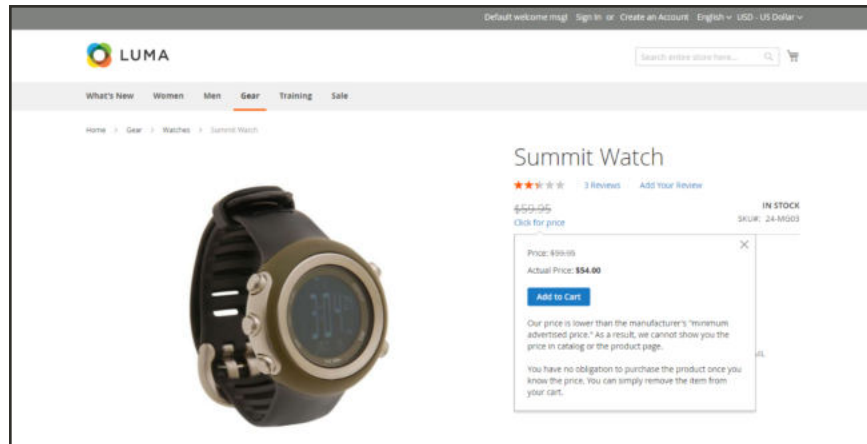 Default welcome msg! Sign In or Create an Account English USD - US Dollar
LUMA
Search entire store here...
What's New Women Men Gear Training Sale
Home > Gear > Watches > Summit Watch
Summit Watch
3 Reviews Add Your Review
$59.95
IN STOCK
Click for price
SKU#: 24-MG03
Price: $59.95
Actual Price: $54.00
Add to Cart
Our price is lower than the manufacturer's "minimum
advertised price." As a result, we cannot show you the
price in catalog or the product page.
You have no obligation to purchase the product once you
know the price. You can simply remove the item from
your cart.